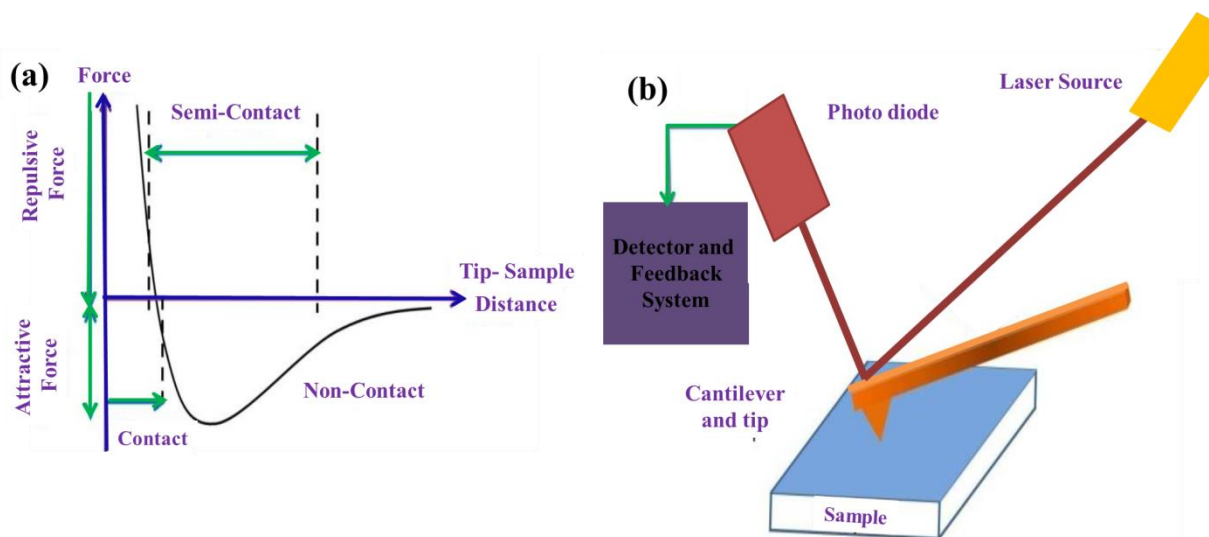 (a)
Force
Semi-Contact
Repulsive
Force
Tip- Sample
Distance
Attractive
Force
Non-Contact
Contact
(b)
Laser Source
Photo diode
Detector and
Feedback
System
Cantilever
and tip
Sample